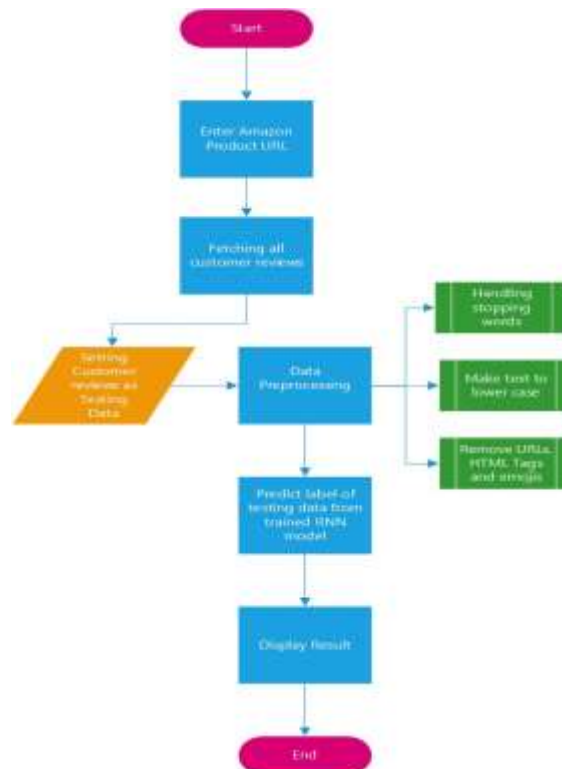 Start
Enter Amazon
Product URL
Fetching all
customer reviews
Setting
Customer
reviews as
Testing
Data
Data
Preprocessing
Handling
stopping
words
Make text to
lower case
Remove URLs,
HTML Tags
and emojis
Predict label of
testing data from
trained RNN
model
Display Result
End